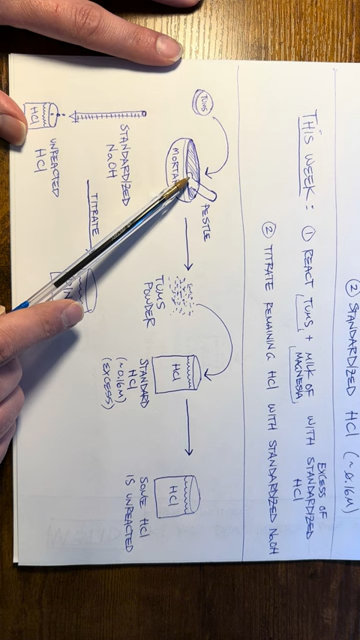 ② STANDARDIZED HCl (~0.16M)
THIS WEEK: ① REACT TUMS + MILK OF MAGNESIA WITH EXCESS OF STANDARDIZED HCl
② TITRATE REMAINING HCl WITH STANDARDIZED NaOH
TUMS
PESTLE
MORTAR
TUMS
POWDER
HCl
STANDARD
HCl
(~0.16M)
(EXCESS)
HCl
SOME HCl
IS UNREACTED
STANDARDIZED
NaOH
HCl
UNREACTED
HCl
TITRATE